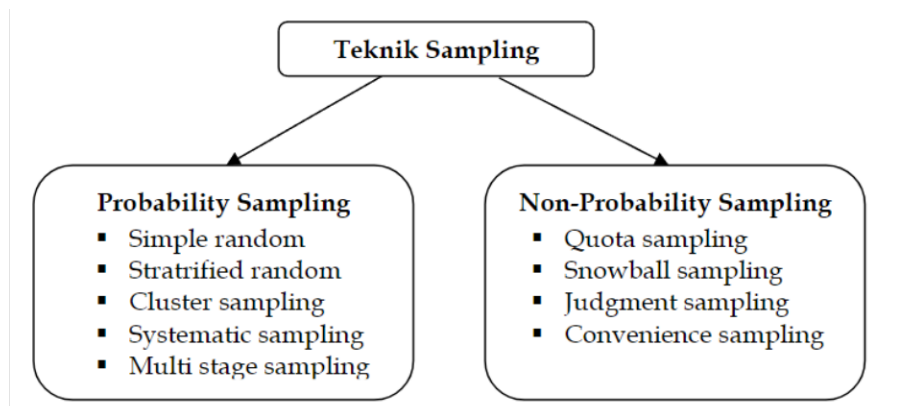 Teknik Sampling
Probability Sampling
▪ Simple random
▪ Stratrified random
▪ Cluster sampling
▪ Systematic sampling
▪ Multi stage sampling
Non-Probability Sampling
▪ Quota sampling
▪ Snowball sampling
▪ Judgment sampling
▪ Convenience sampling